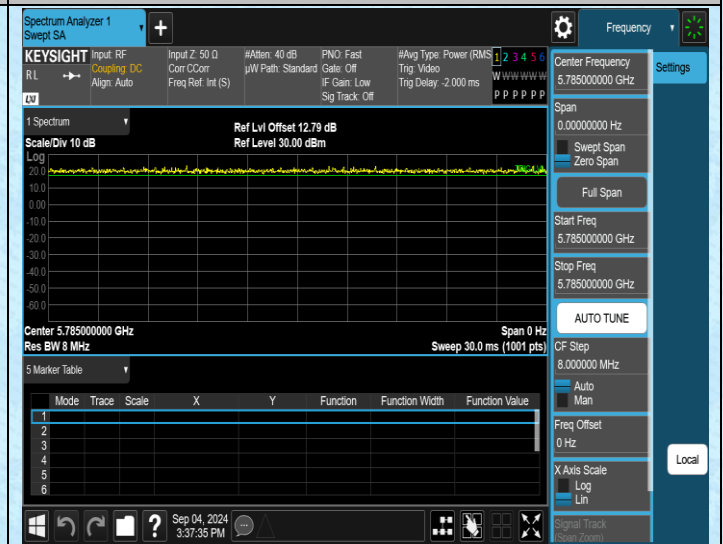 Spectrum Analyzer 1
Swept SA
+
Frequency
KEYSIGHT
RL
LXI
Input: RF
Coupling: DC
Align: Auto
Input Z: 50 Ω
Corr CCorr
Freq Ref: Int (S)
#Atten: 40 dB
µW Path: Standard
PNO: Fast
Gate: Off
IF Gain: Low
Sig Track: Off
#Avg Type: Power (RMS
Trig: Video
Trig Delay: -2.000 ms
1 2 3 4 5 6
W W W W W W
P P P P P P
1 Spectrum
Scale/Div 10 dB
Ref Lvl Offset 12.79 dB
Ref Level 30.00 dBm
Log
20.0
10.0
0.00
-10.0
-20.0
-30.0
-40.0
-50.0
-60.0
Center 5.785000000 GHz
Res BW 8 MHz
Span 0 Hz
Sweep 30.0 ms (1001 pts)
5 Marker Table
Mode Trace Scale X Y Function Function Width Function Value
1
2
3
4
5
6
Sep 04, 2024
3:37:35 PM
Center Frequency
5.785000000 GHz
Span
0.00000000 Hz
Swept Span
Zero Span
Full Span
Start Freq
5.785000000 GHz
Stop Freq
5.785000000 GHz
AUTO TUNE
CF Step
8.000000 MHz
Auto
Man
Freq Offset
0 Hz
X Axis Scale
Log
Lin
Signal Track
(Span Zoom)
Settings
Local